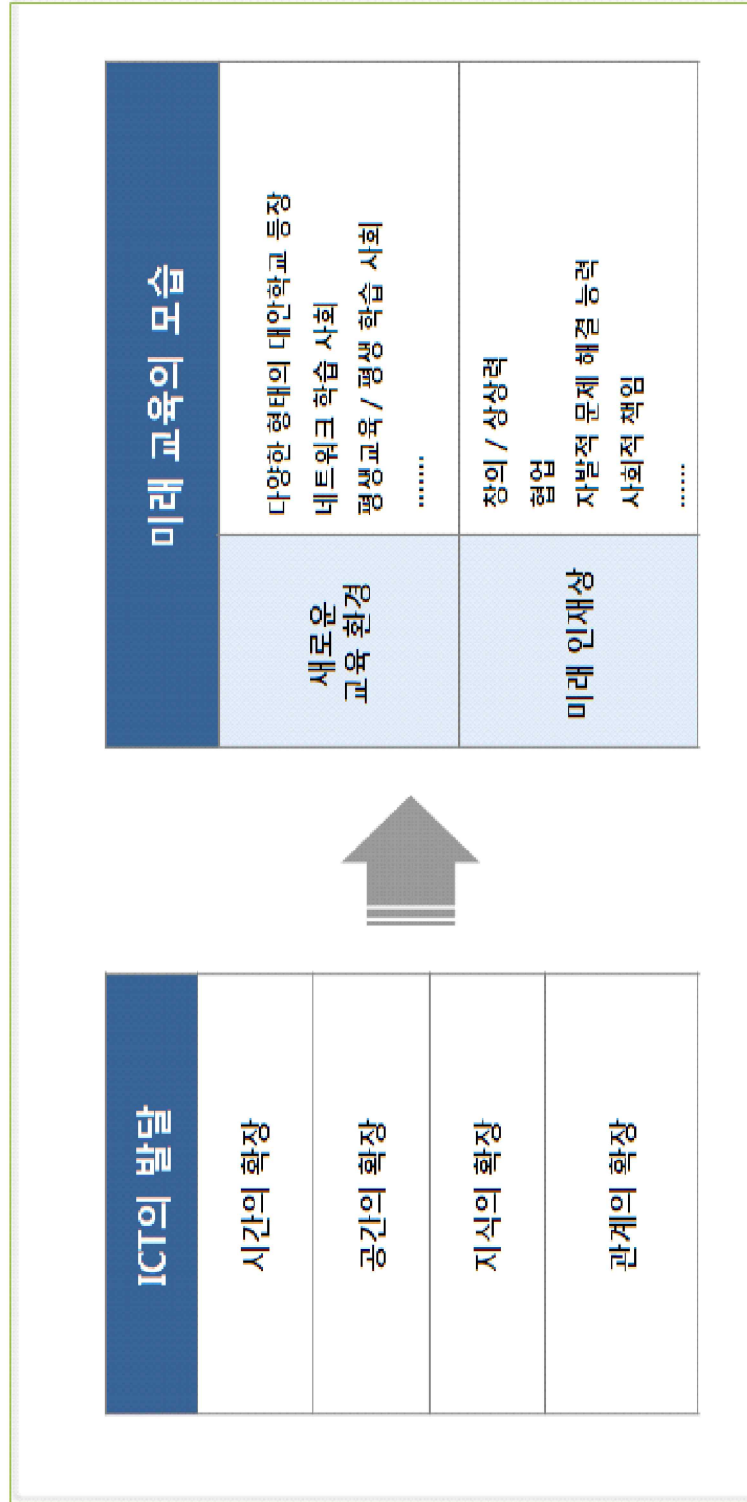 ICT의 발달
시간의 확장
공간의 확장
지식의 확장
관계의 확장
미래 교육의 모습
새로운
교육 환경
다양한 형태의 대안학교 등장
네트워크 학습 사회
평생교육 / 평생 학습 사회
.......
미래 인재상
창의 / 상상력
협업
자발적 문제 해결 능력
사회적 책임
......